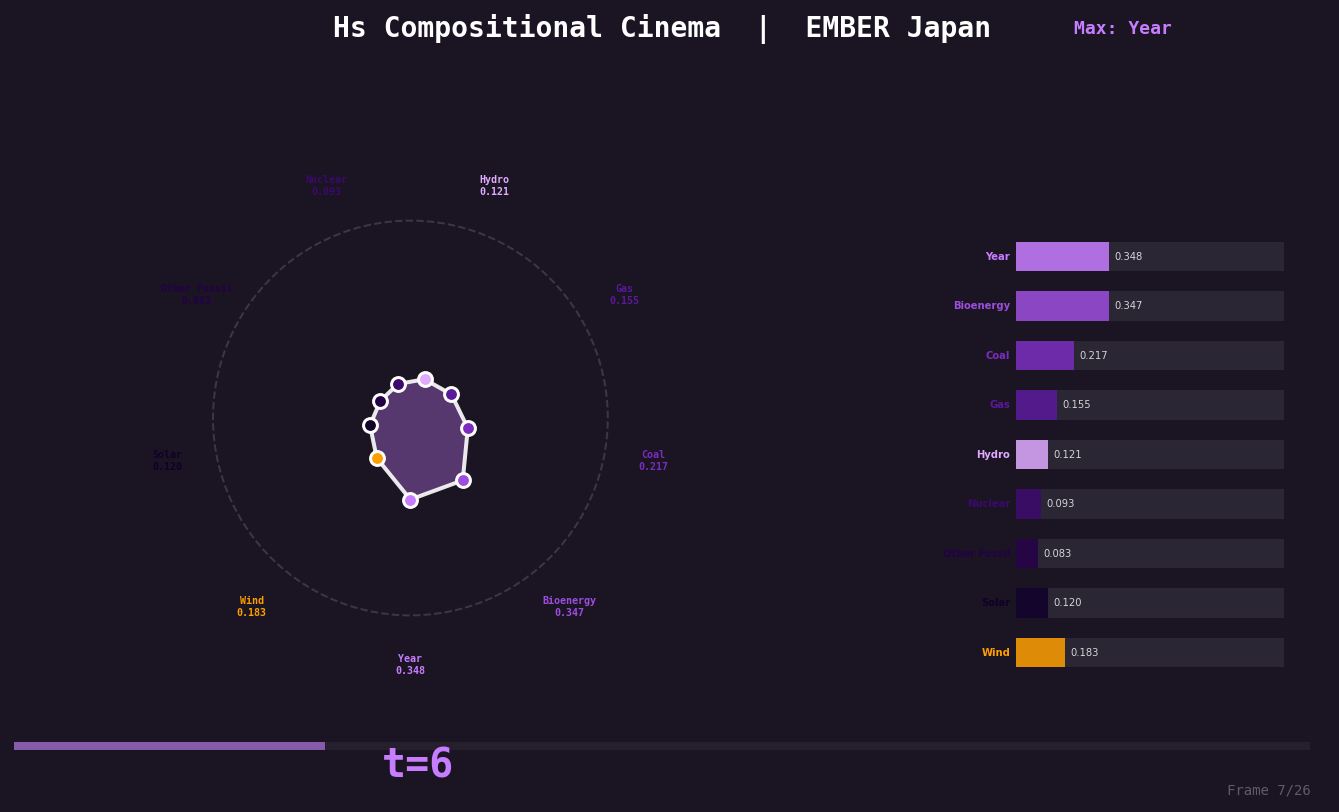 Hs Compositional Cinema | EMBER Japan
Max: Year
Nuclear
0.093
Hydro
0.121
Other Fossil
0.083
Gas
0.155
Solar
0.120
Coal
0.217
Wind
0.183
Bioenergy
0.347
Year
0.348
Year 0.348
Bioenergy 0.347
Coal 0.217
Gas 0.155
Hydro 0.121
Nuclear 0.093
Other Fossil 0.083
Solar 0.120
Wind 0.183
t=6
Frame 7/26